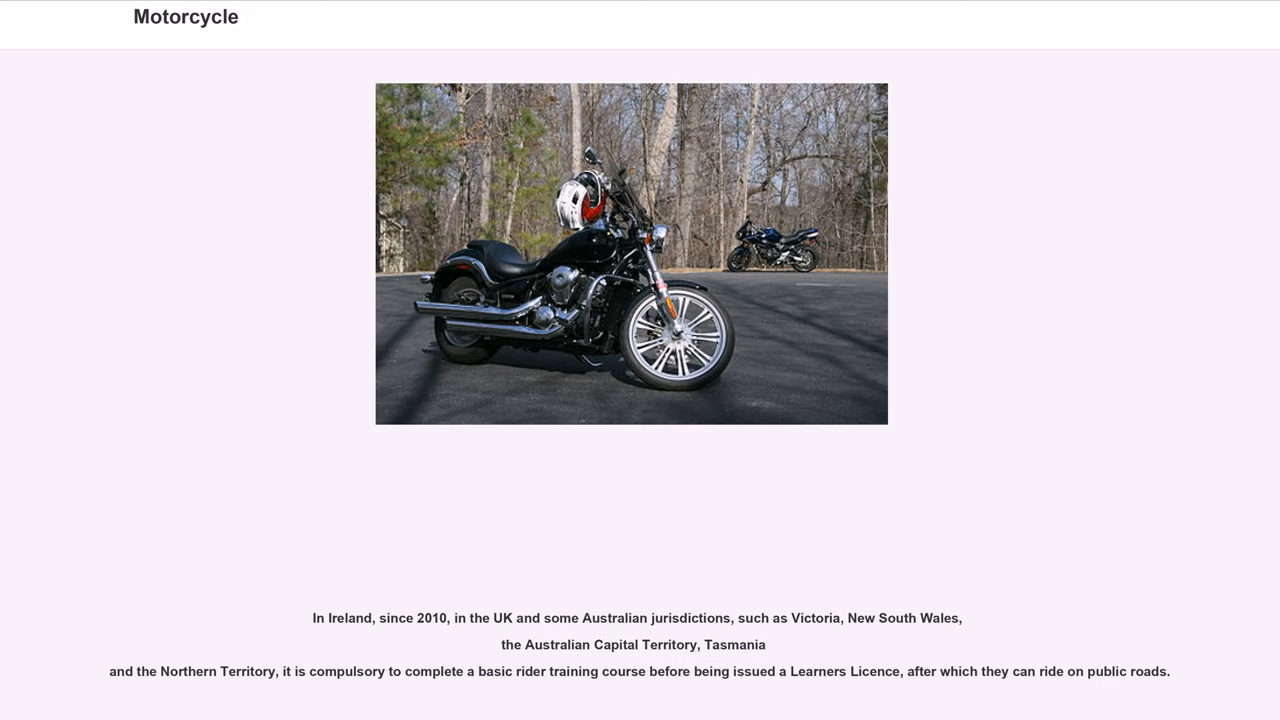 Motorcycle
In Ireland, since 2010, in the UK and some Australian jurisdictions, such as Victoria, New South Wales,
the Australian Capital Territory, Tasmania
and the Northern Territory, it is compulsory to complete a basic rider training course before being issued a Learners Licence, after which they can ride on public roads.